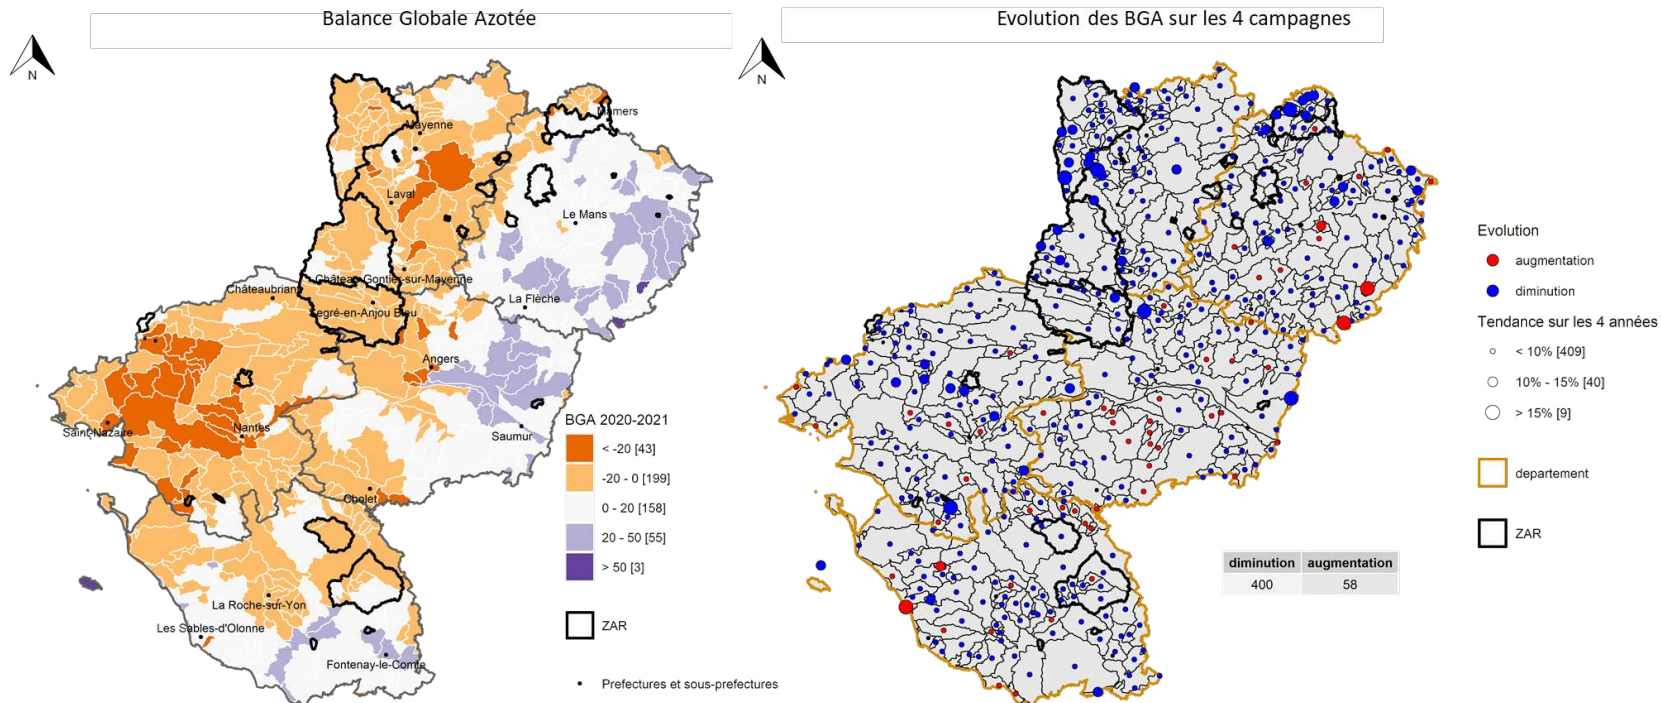 Balance Globale Azotée
N
Mamers
Mayenne
Laval
Le Mans
Château-Gontier-sur-Mayenne
Châteaubriant
La Flèche
Segré-en-Anjou Bleu
Angers
Saint-Nazaire
Nantes
Saumur
Cholet
La Roche-sur-Yon
Les Sables-d'Olonne
Fontenay-le-Comte
BGA 2020-2021
< -20 [43]
-20 - 0 [199]
0 - 20 [158]
20 - 50 [55]
> 50 [3]
ZAR
Prefectures et sous-prefectures
Evolution des BGA sur les 4 campagnes
N
Evolution
augmentation
diminution
Tendance sur les 4 années
< 10% [409]
10% - 15% [40]
> 15% [9]
departement
ZAR
diminution augmentation
400 58